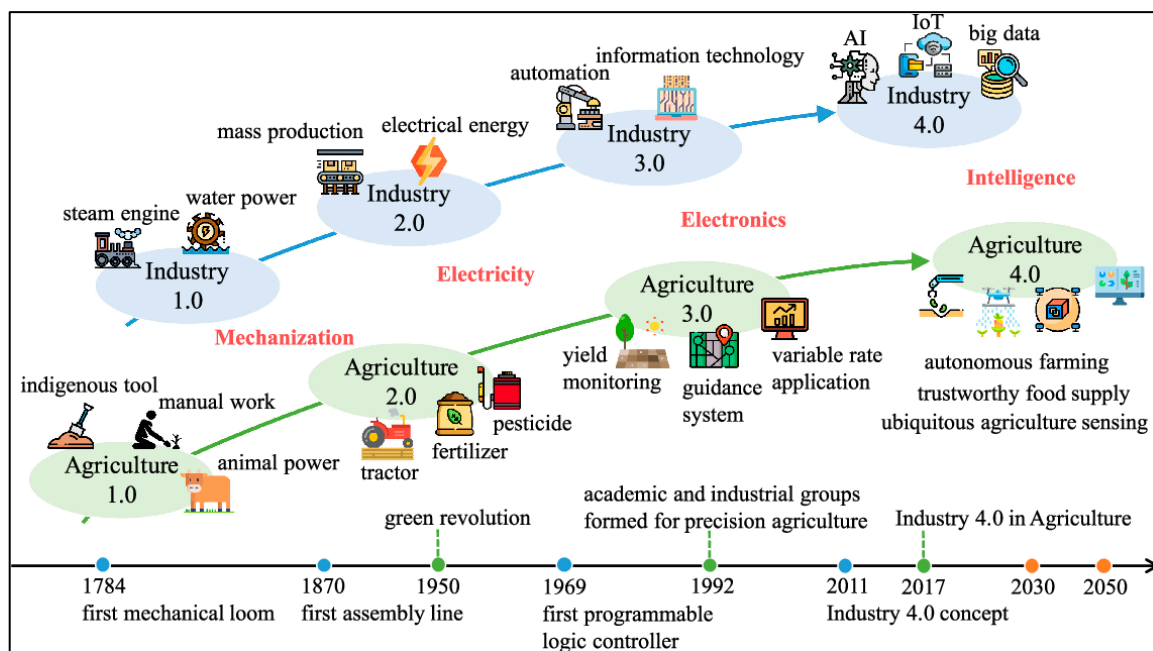 AI
IoT
big data
Industry
4.0
information technology
automation
Industry
3.0
mass production
electrical energy
Industry
2.0
steam engine
water power
Industry
1.0
Mechanization
Electricity
Electronics
Intelligence
indigenous tool
manual work
Agriculture
1.0
animal power
Agriculture
2.0
tractor
fertilizer
pesticide
Agriculture
3.0
yield
monitoring
guidance
system
variable rate
application
Agriculture
4.0
autonomous farming
trustworthy food supply
ubiquitous agriculture sensing
green revolution
academic and industrial groups
formed for precision agriculture
Industry 4.0 in Agriculture
1784
first mechanical loom
1870
first assembly line
1950
1969
first programmable
logic controller
1992
2011
Industry 4.0 concept
2017
2030
2050